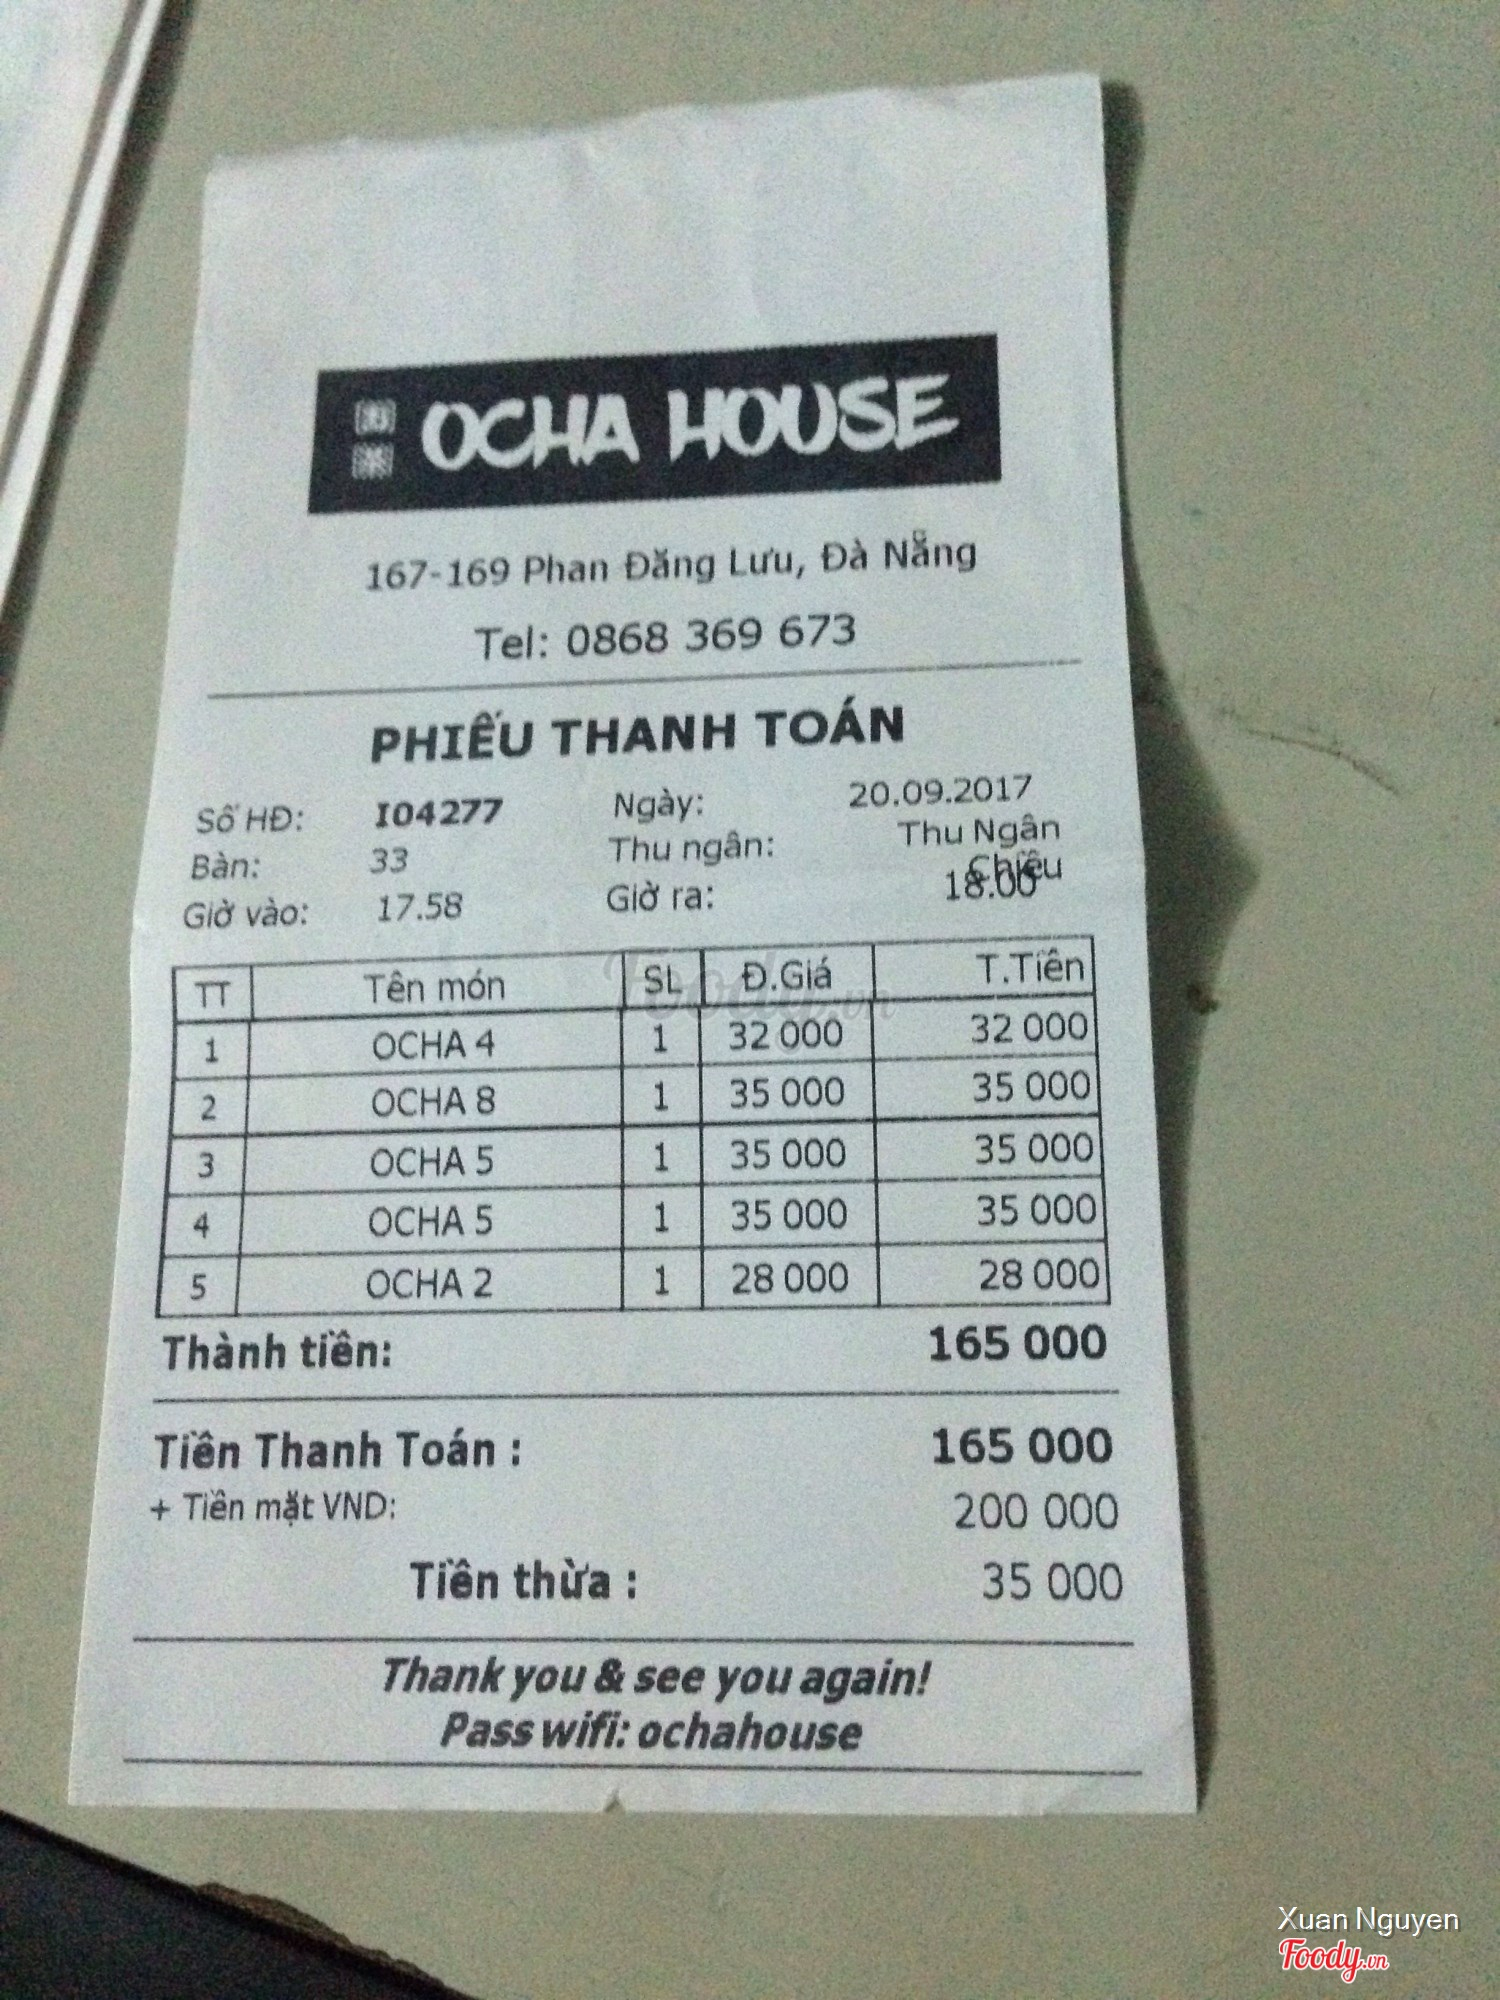 OCHA HOUSE
167-169 Phan Đăng Lưu, Đà Nẵng
Tel: 0868 369 673
PHIẾU THANH TOÁN
Số HĐ: I04277 Ngày: 20.09.2017
Bàn: 33 Thu ngân: Thu Ngân Chiều
Giờ vào: 17.58 Giờ ra: 18.00
TT Tên món SL Đ.Giá T.Tiền
1 OCHA 4 1 32 000 32 000
2 OCHA 8 1 35 000 35 000
3 OCHA 5 1 35 000 35 000
4 OCHA 5 1 35 000 35 000
5 OCHA 2 1 28 000 28 000
Thành tiền: 165 000
Tiền Thanh Toán : 165 000
+ Tiền mặt VND: 200 000
Tiền thừa : 35 000
Thank you & see you again!
Pass wifi: ochahouse
Foody.vn
Xuan Nguyen
Foody.vn